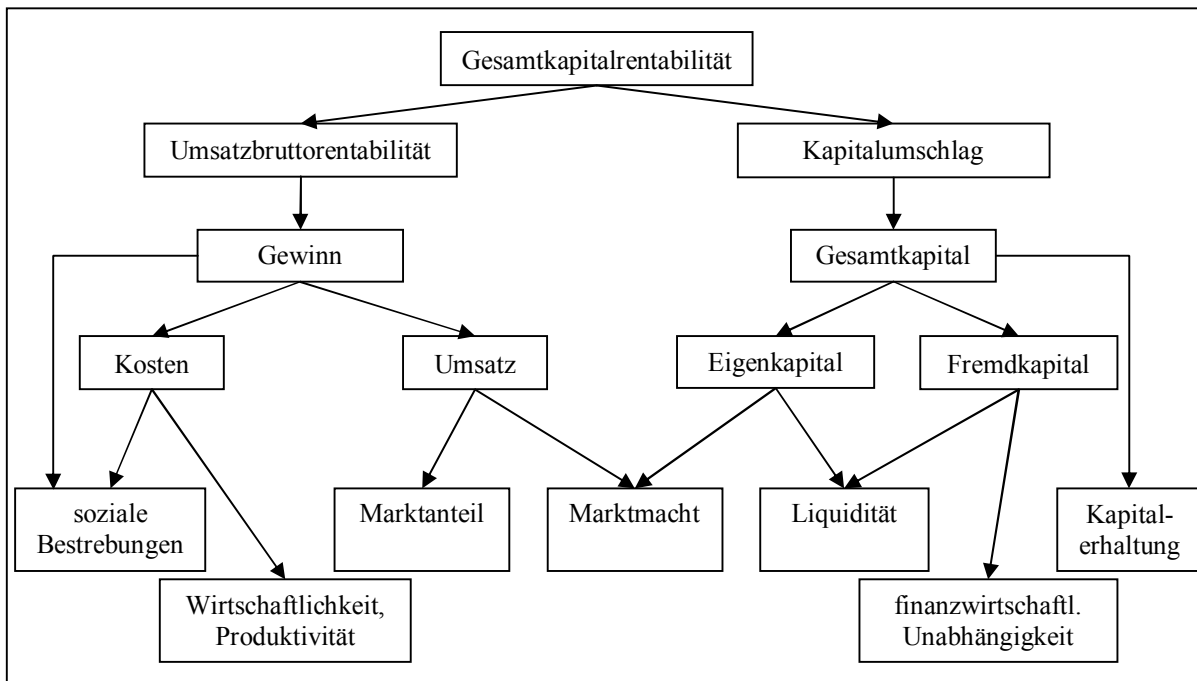 Gesamtkapitalrentabilität
Umsatzbruttorentabilität
Kapitalumschlag
Gewinn
Gesamtkapital
Kosten
Umsatz
Eigenkapital
Fremdkapital
soziale
Bestrebungen
Marktanteil
Marktmacht
Liquidität
Kapital-
erhaltung
Wirtschaftlichkeit,
Produktivität
finanzwirtschaftl.
Unabhängigkeit